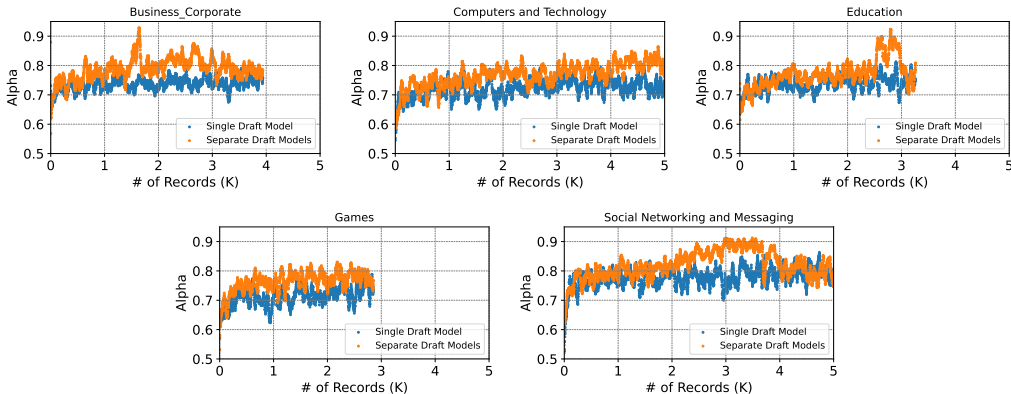 Business_Corporate
0.9
0.8
0.7
0.6
0.5
Alpha
0 1 2 3 4 5
# of Records (K)
Single Draft Model
Separate Draft Models
Computers and Technology
0.9
0.8
0.7
0.6
0.5
Alpha
0 1 2 3 4 5
# of Records (K)
Single Draft Model
Separate Draft Models
Education
0.9
0.8
0.7
0.6
0.5
Alpha
0 1 2 3 4 5
# of Records (K)
Single Draft Model
Separate Draft Models
Games
0.9
0.8
0.7
0.6
0.5
Alpha
0 1 2 3 4 5
# of Records (K)
Single Draft Model
Separate Draft Models
Social Networking and Messaging
0.9
0.8
0.7
0.6
0.5
Alpha
0 1 2 3 4 5
# of Records (K)
Single Draft Model
Separate Draft Models